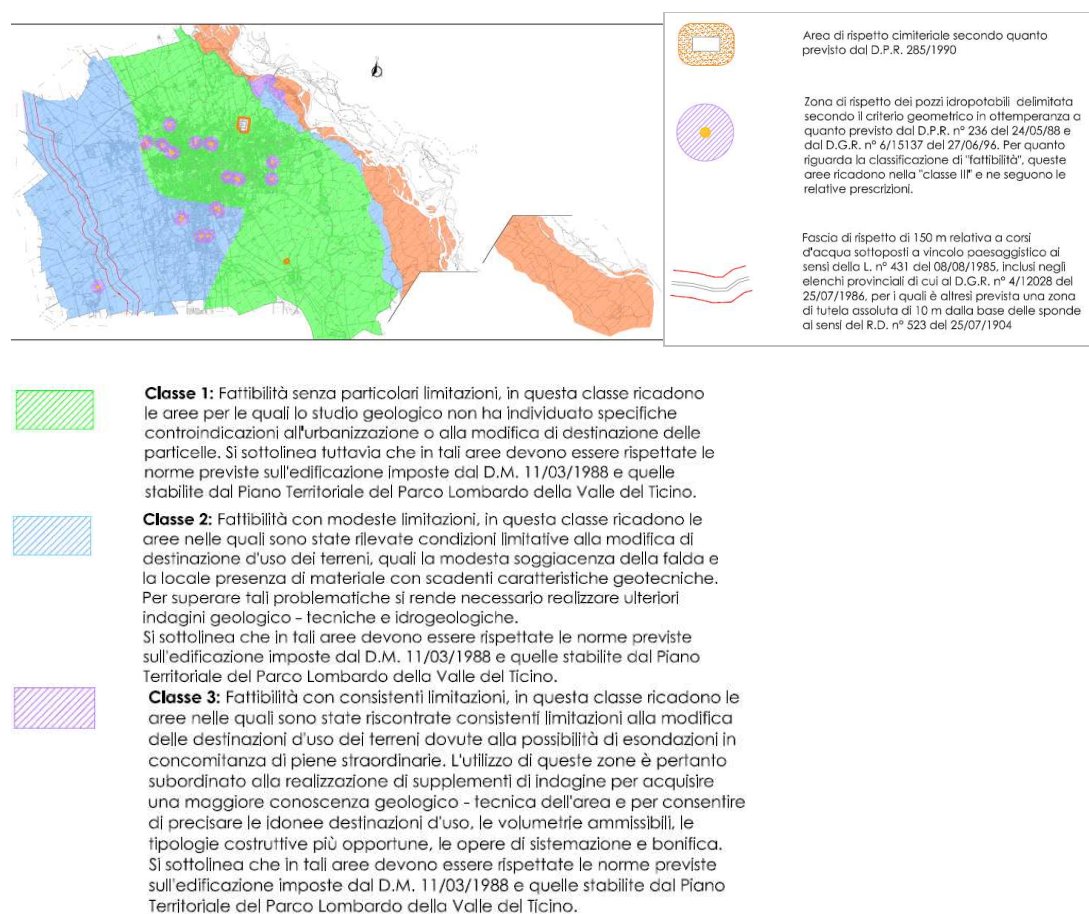 Area di rispetto cimiteriale secondo quanto
previsto dal D.P.R. 285/1990
Zona di rispetto dei pozzi idropotabili delimitata
secondo il criterio geometrico in ottemperanza a
quanto previsto dal D.P.R. n° 236 del 24/05/88 e
dal D.G.R. n° 6/15137 del 27/06/96. Per quanto
riguarda la classificazione di "fattibilità", queste
aree ricadono nella "classe III" e ne seguono le
relative prescrizioni.
Fascia di rispetto di 150 m relativa a corsi
d'acqua sottoposti a vincolo paesaggistico ai
sensi della L. n° 431 del 08/08/1985, inclusi negli
elenchi provinciali di cui al D.G.R. n° 4/12028 del
25/07/1986, per i quali è altresì prevista una zona
di tutela assoluta di 10 m dalla base delle sponde
ai sensi del R.D. n° 523 del 25/07/1904
Classe 1: Fattibilità senza particolari limitazioni, in questa classe ricadono
le aree per le quali lo studio geologico non ha individuato specifiche
controindicazioni all'urbanizzazione o alla modifica di destinazione delle
particelle. Si sottolinea tuttavia che in tali aree devono essere rispettate le
norme previste sull'edificazione imposte dal D.M. 11/03/1988 e quelle
stabilite dal Piano Territoriale del Parco Lombardo della Valle del Ticino.
Classe 2: Fattibilità con modeste limitazioni, in questa classe ricadono le
aree nelle quali sono state rilevate condizioni limitative alla modifica di
destinazione d'uso dei terreni, quali la modesta soggiacenza della falda e
la locale presenza di materiale con scadenti caratteristiche geotecniche.
Per superare tali problematiche si rende necessario realizzare ulteriori
indagini geologico - tecniche e idrogeologiche.
Si sottolinea che in tali aree devono essere rispettate le norme previste
sull'edificazione imposte dal D.M. 11/03/1988 e quelle stabilite dal Piano
Territoriale del Parco Lombardo della Valle del Ticino.
Classe 3: Fattibilità con consistenti limitazioni, in questa classe ricadono le
aree nelle quali sono state riscontrate consistenti limitazioni alla modifica
delle destinazioni d'uso dei terreni dovute alla possibilità di esondazioni in
concomitanza di piene straordinarie. L'utilizzo di queste zone è pertanto
subordinato alla realizzazione di supplementi di indagine per acquisire
una maggiore conoscenza geologico - tecnica dell'area e per consentire
di precisare le idonee destinazioni d'uso, le volumetrie ammissibili, le
tipologie costruttive più opportune, le opere di sistemazione e bonifica.
Si sottolinea che in tali aree devono essere rispettate le norme previste
sull'edificazione imposte dal D.M. 11/03/1988 e quelle stabilite dal Piano
Territoriale del Parco Lombardo della Valle del Ticino.